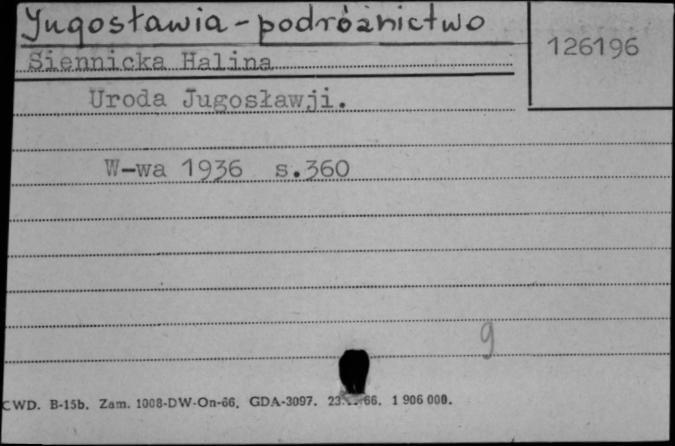 Jugosławia - podróżnictwo
126196
Siennicka Halina
Uroda Jugosławji.
W-wa 1936 s.360
9
CWD. B-15b. Zam. 1008-DW-On-66. GDA-3097. 66. 1 906 000.